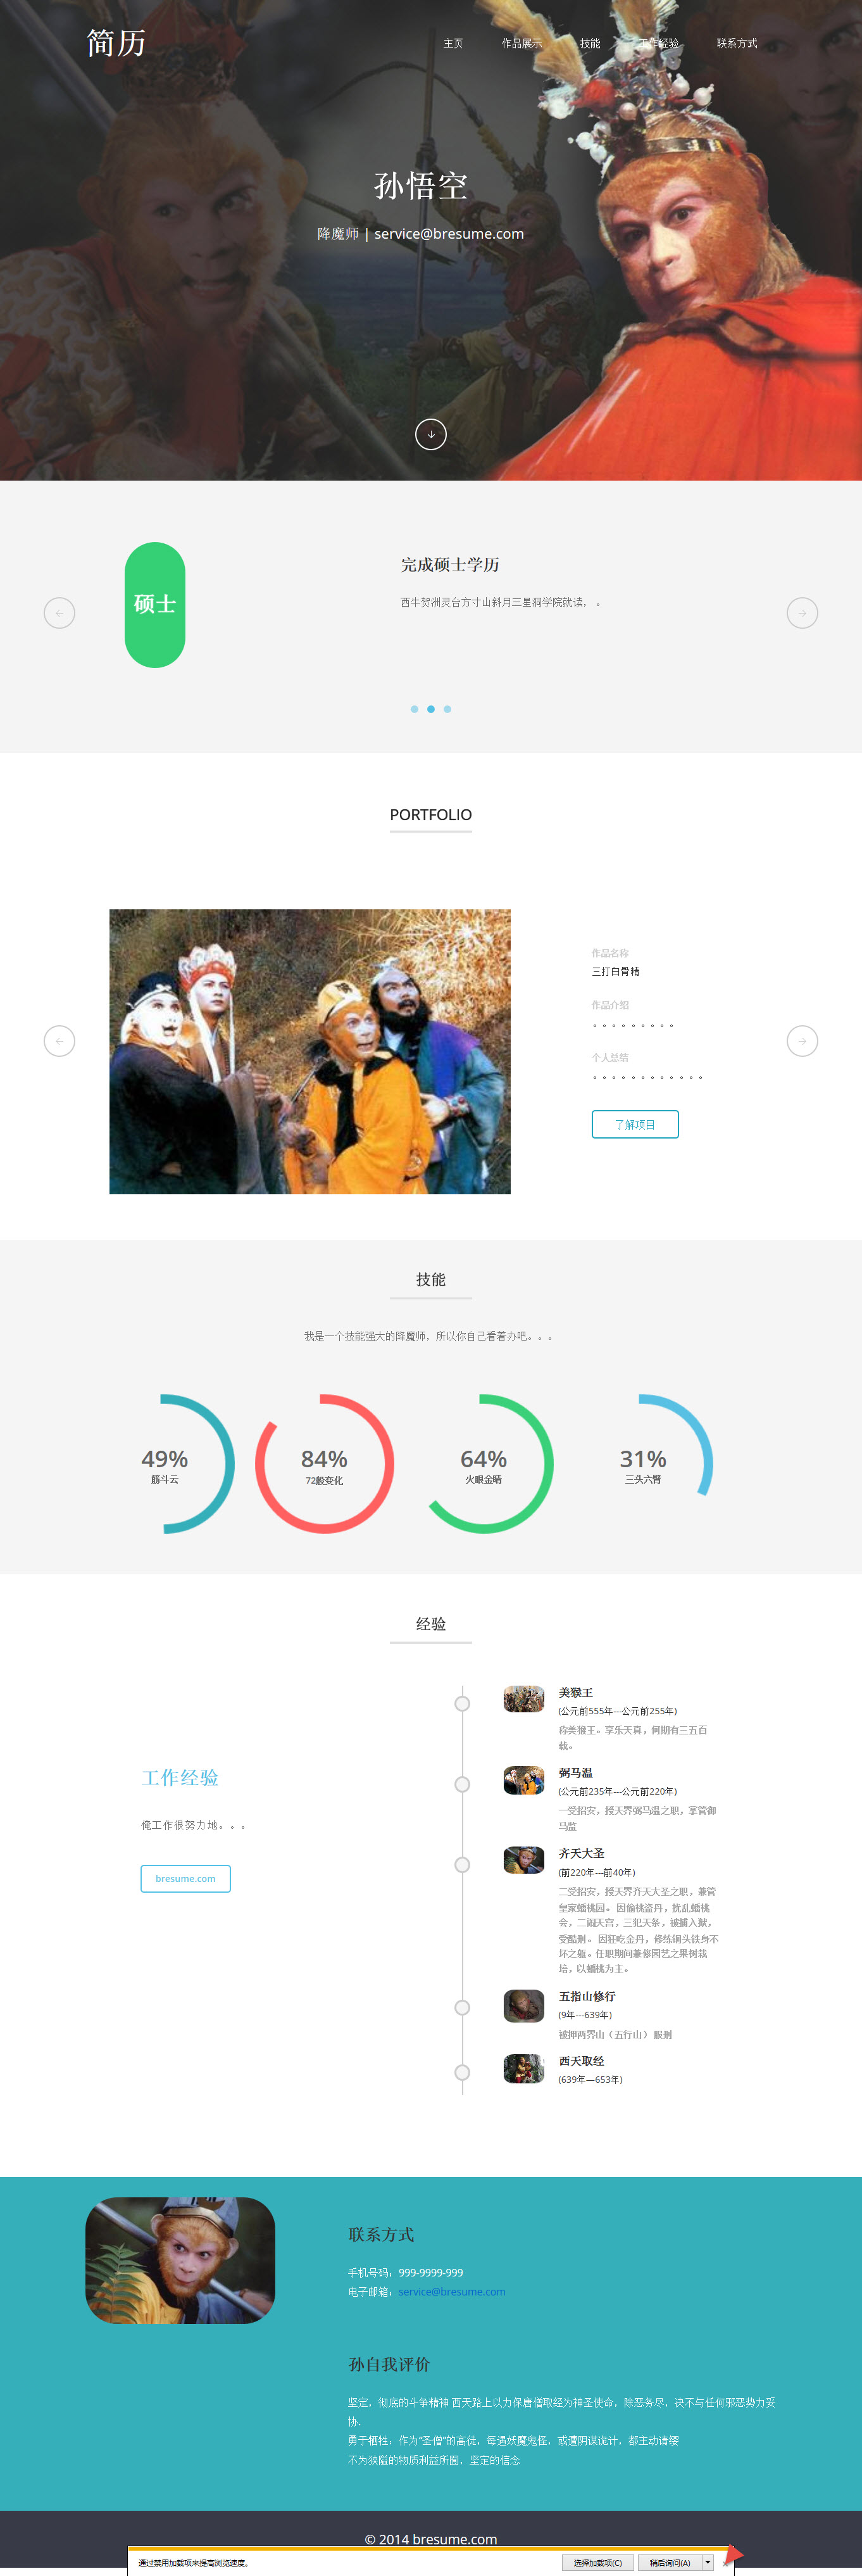 简历
主页 作品展示 技能 工作经验 联系方式
孙悟空
降魔师 | service@bresume.com
硕士
完成硕士学历
西牛贺洲灵台方寸山斜月三星洞学院就读， 。
PORTFOLIO
作品名称
三打白骨精
作品介绍
。。。。。。。。。
个人总结
。。。。。。。。。。。。
了解项目
技能
我是一个技能强大的降魔师，所以你自己看着办吧。。。
49%
筋斗云
84%
72般变化
64%
火眼金睛
31%
三头六臂
经验
工作经验
俺工作很努力地。。。
bresume.com
美猴王
(公元前555年---公元前255年)
称美猴王。享乐天真，何期有三五百
载。
弼马温
(公元前235年---公元前220年)
一受招安，授天界弼马温之职，掌管御
马监
齐天大圣
(前220年---前40年)
二受招安，授天界齐天大圣之职，兼管
皇家蟠桃园。因偷桃盗丹，扰乱蟠桃
会，二闹天宫，三犯天条，被捕入狱，
受酷刑。因狂吃金丹，修练铜头铁身不
坏之躯。任职期间兼修园艺之果树栽
培，以蟠桃为主。
五指山修行
(9年---639年)
被押两界山（五行山） 服刑
西天取经
(639年—653年)
联系方式
手机号码：999-9999-999
电子邮箱：service@bresume.com
孙自我评价
坚定，彻底的斗争精神 西天路上以力保唐僧取经为神圣使命，除恶务尽，决不与任何邪恶势力妥
协．
勇于牺牲，作为“圣僧”的高徒，每遇妖魔鬼怪，或遭阴谋诡计，都主动请缨
不为狭隘的物质利益所囿，坚定的信念
© 2014 bresume.com
通过禁用加载项来提高浏览速度。 选择加载项(C) 稍后询问(A)